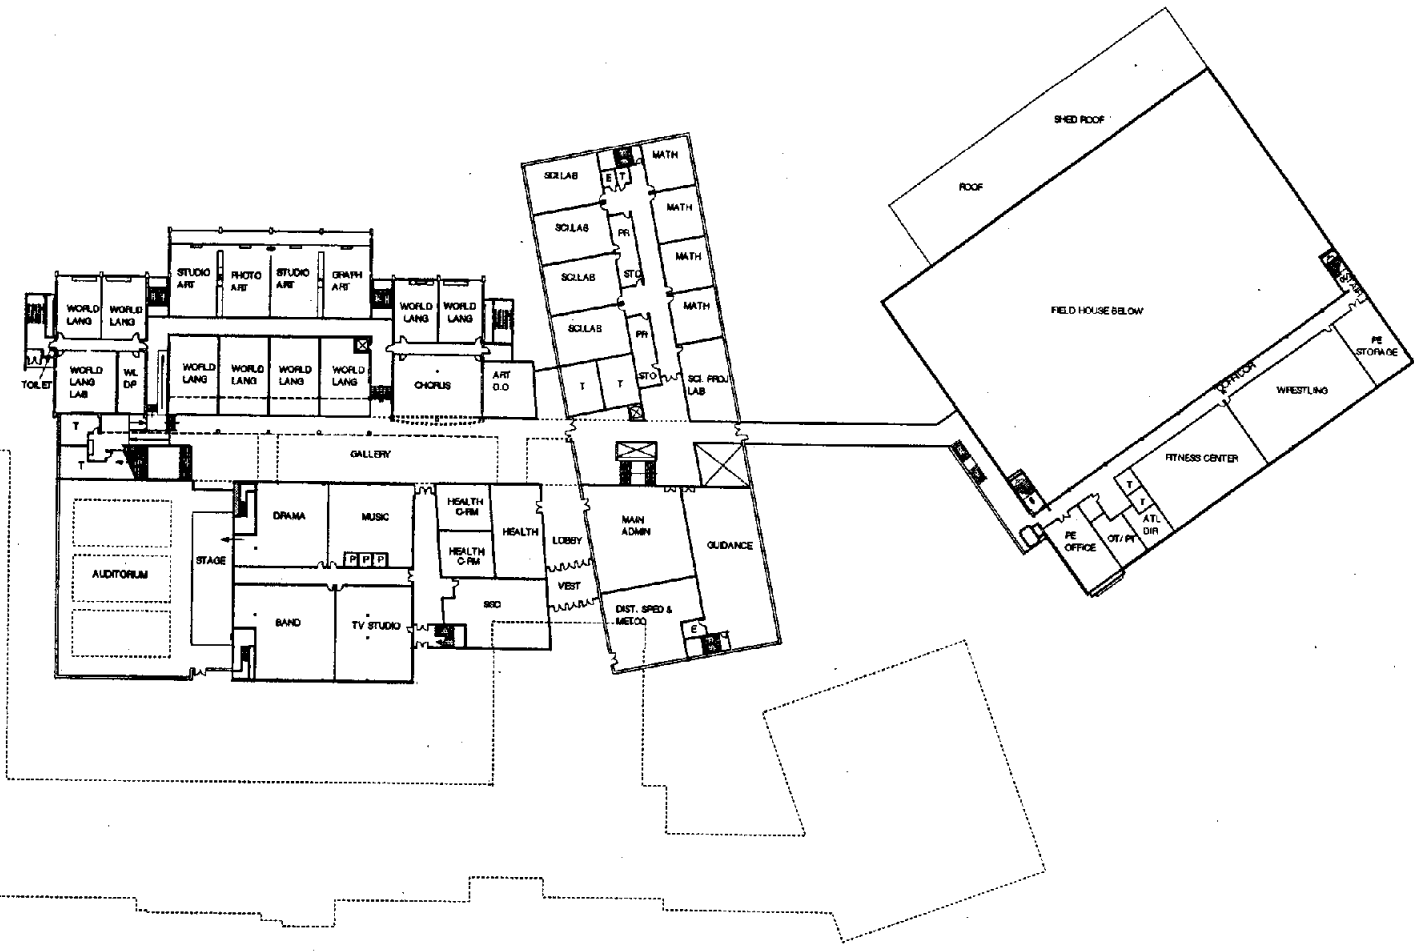 SHED ROOF
ROOF
FIELD HOUSE BELOW
STAIR
PE
STORAGE
CORRIDOR
WRESTLING
FITNESS CENTER
T
T
ATL
DIR
OT/PT
PE
OFFICE
SCI.LAB
E
T
MATH
SCI.LAB
PR
MATH
SCI.LAB
STO
MATH
SCI.LAB
PR
MATH
T
T
STO
SCI. PROJ.
LAB
STUDIO
ART
PHOTO
ART
STUDIO
ART
GRAPH
ART
WORLD
LANG
WORLD
LANG
WORLD
LANG
WORLD
LANG
TOILET
WORLD
LANG
LAB
WL
DP
WORLD
LANG
WORLD
LANG
WORLD
LANG
WORLD
LANG
CHORUS
ART
D.O
T
T
GALLERY
AUDITORIUM
STAGE
DRAMA
MUSIC
P
P
P
HEALTH
C-RM
HEALTH
C-RM
HEALTH
LOBBY
VEST
MAIN
ADMIN
GUIDANCE
BAND
TV STUDIO
DIST. SPED &
METCO
E